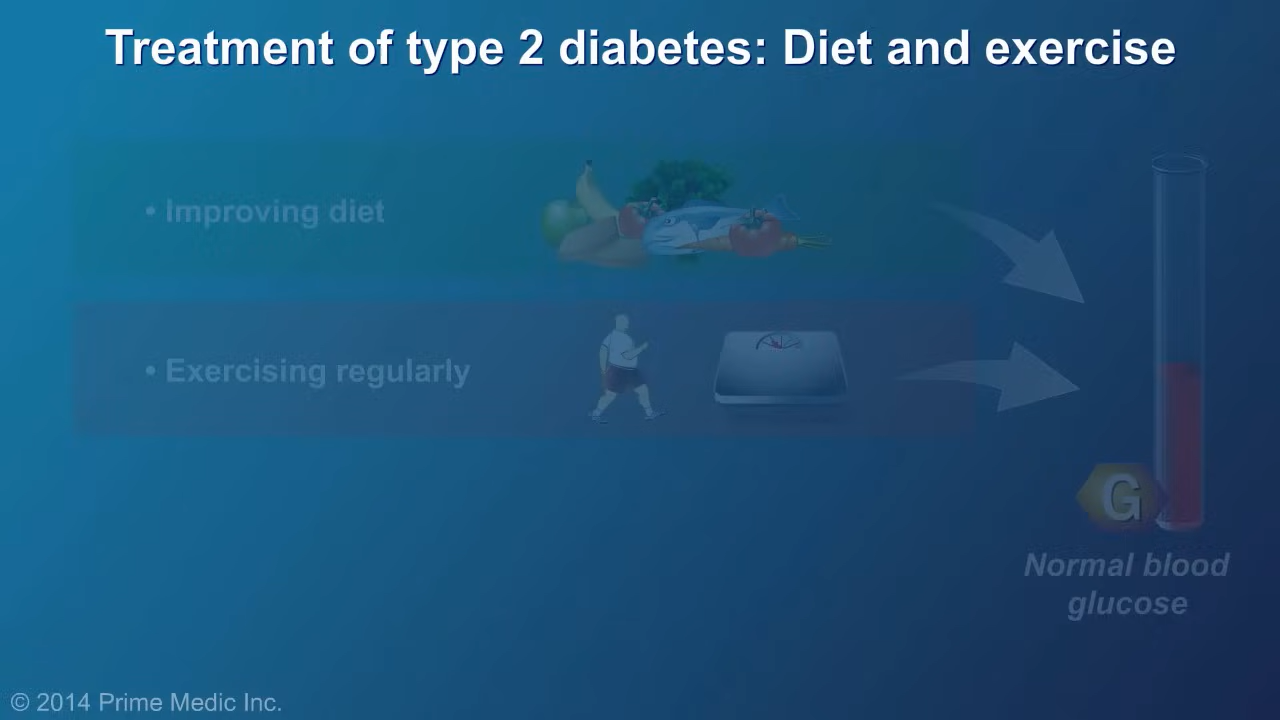 Treatment of type 2 diabetes: Diet and exercise
• Improving diet
• Exercising regularly
G
Normal blood
glucose
© 2014 Prime Medic Inc.